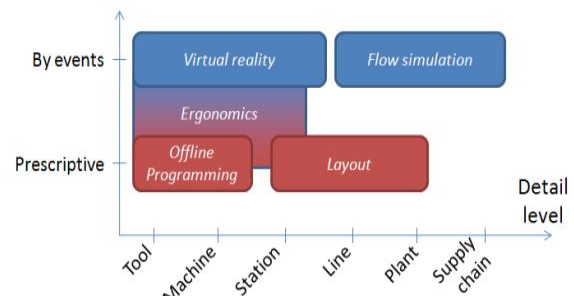 By events
Virtual reality
Flow simulation
Ergonomics
Prescriptive
Offline
Programming
Layout
Detail
level
Tool
Machine
Station
Line
Plant
Supply
chain